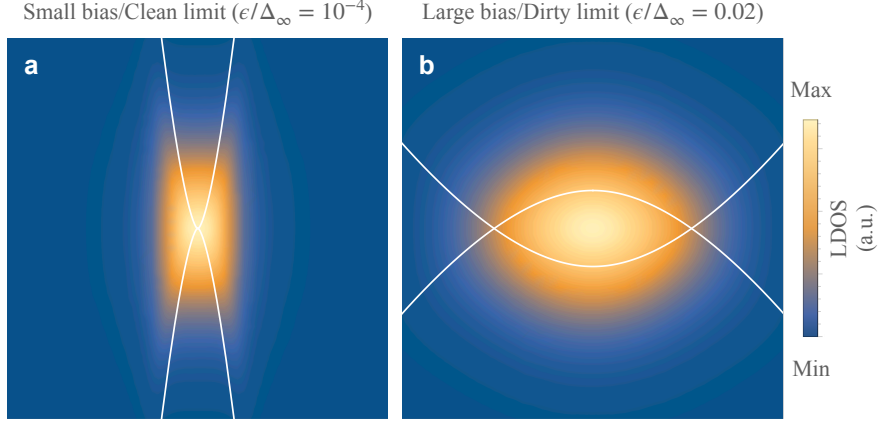 Small bias/Clean limit (ϵ/Δ∞ = 10⁻⁴)
Large bias/Dirty limit (ϵ/Δ∞ = 0.02)
a
b
Max
LDOS
(a.u.)
Min